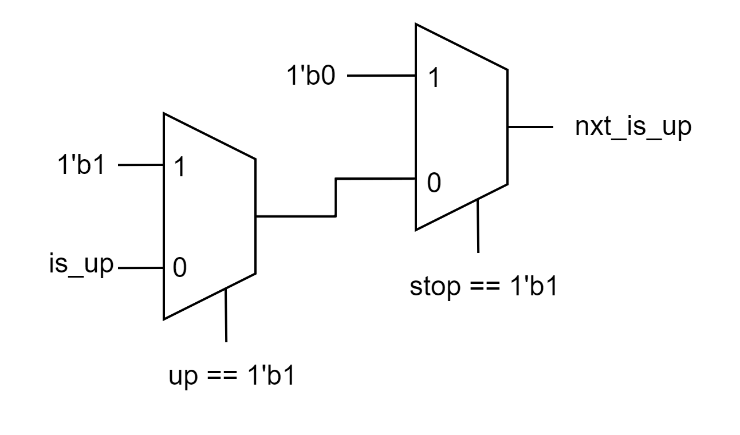 1'b0
1
nxt_is_up
1'b1
1
0
is_up
0
stop == 1'b1
up == 1'b1